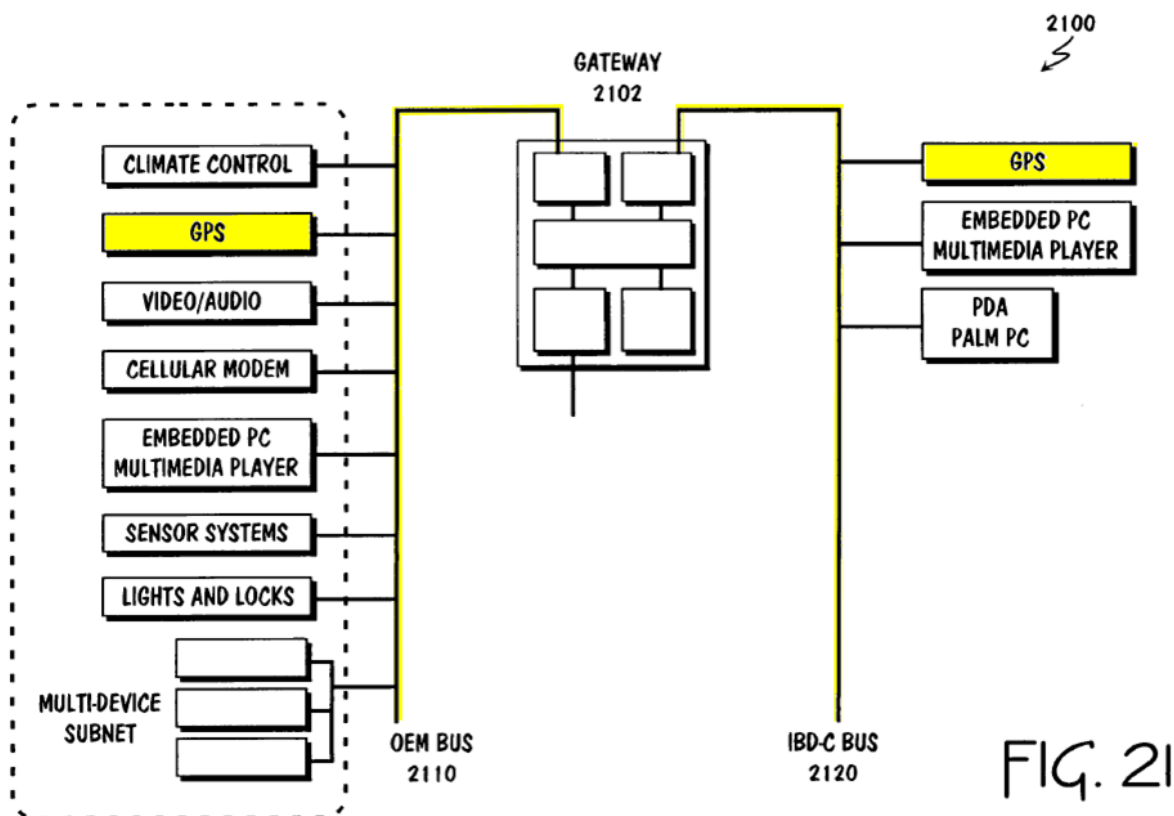 2100
GATEWAY
2102
CLIMATE CONTROL
GPS
VIDEO/AUDIO
CELLULAR MODEM
EMBEDDED PC
MULTIMEDIA PLAYER
SENSOR SYSTEMS
LIGHTS AND LOCKS
MULTI-DEVICE
SUBNET
OEM BUS
2110
GPS
EMBEDDED PC
MULTIMEDIA PLAYER
PDA
PALM PC
IBD-C BUS
2120
FIG. 21